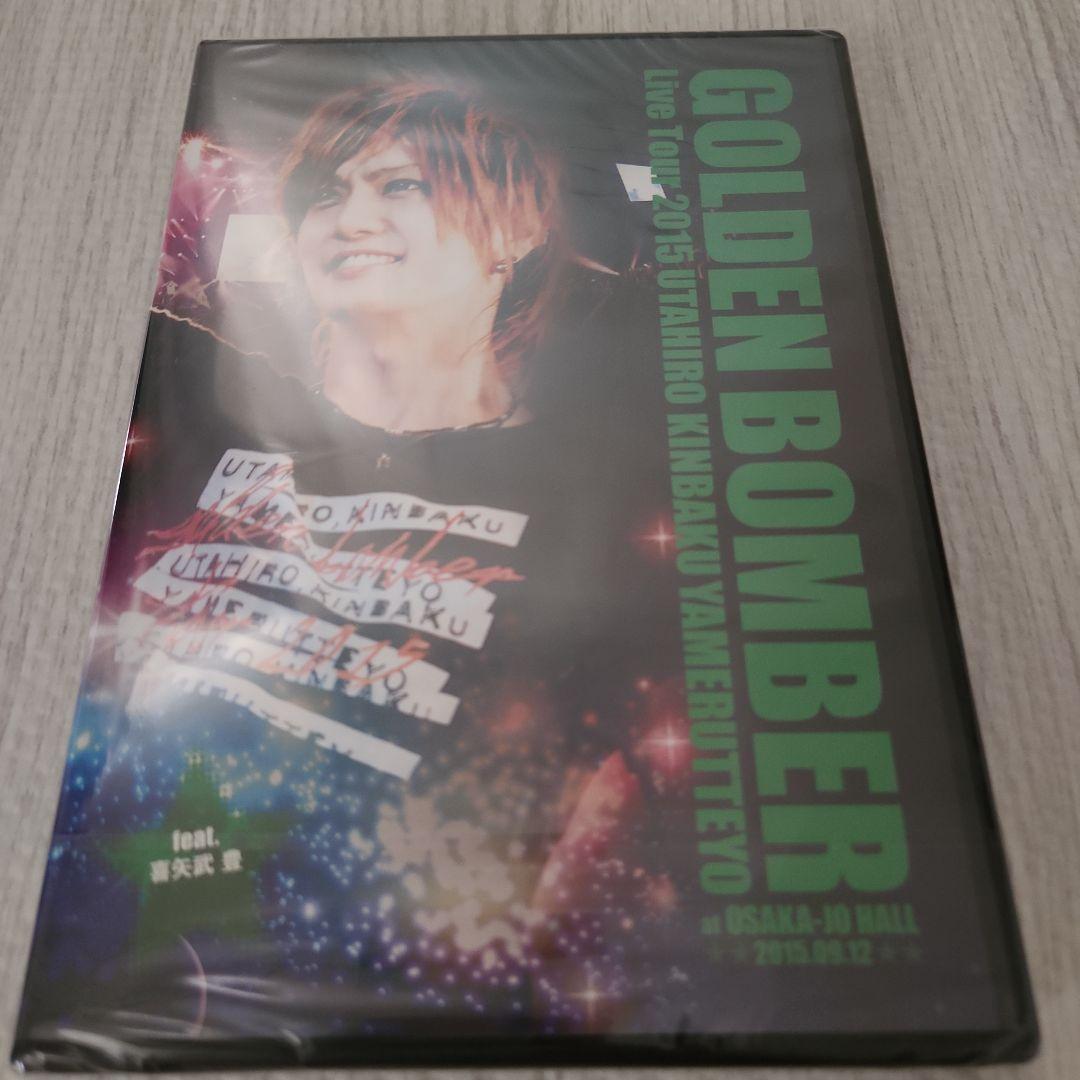 GOLDEN BOMBER
Live Tour 2015 UTAHIRO KINBAKU YAMERUTTEYO
at OSAKA-JO HALL
2015.09.12
UTAHIRO, KINBAKU
UTAHIRO, KINBAKU
feat.
喜矢武 豊